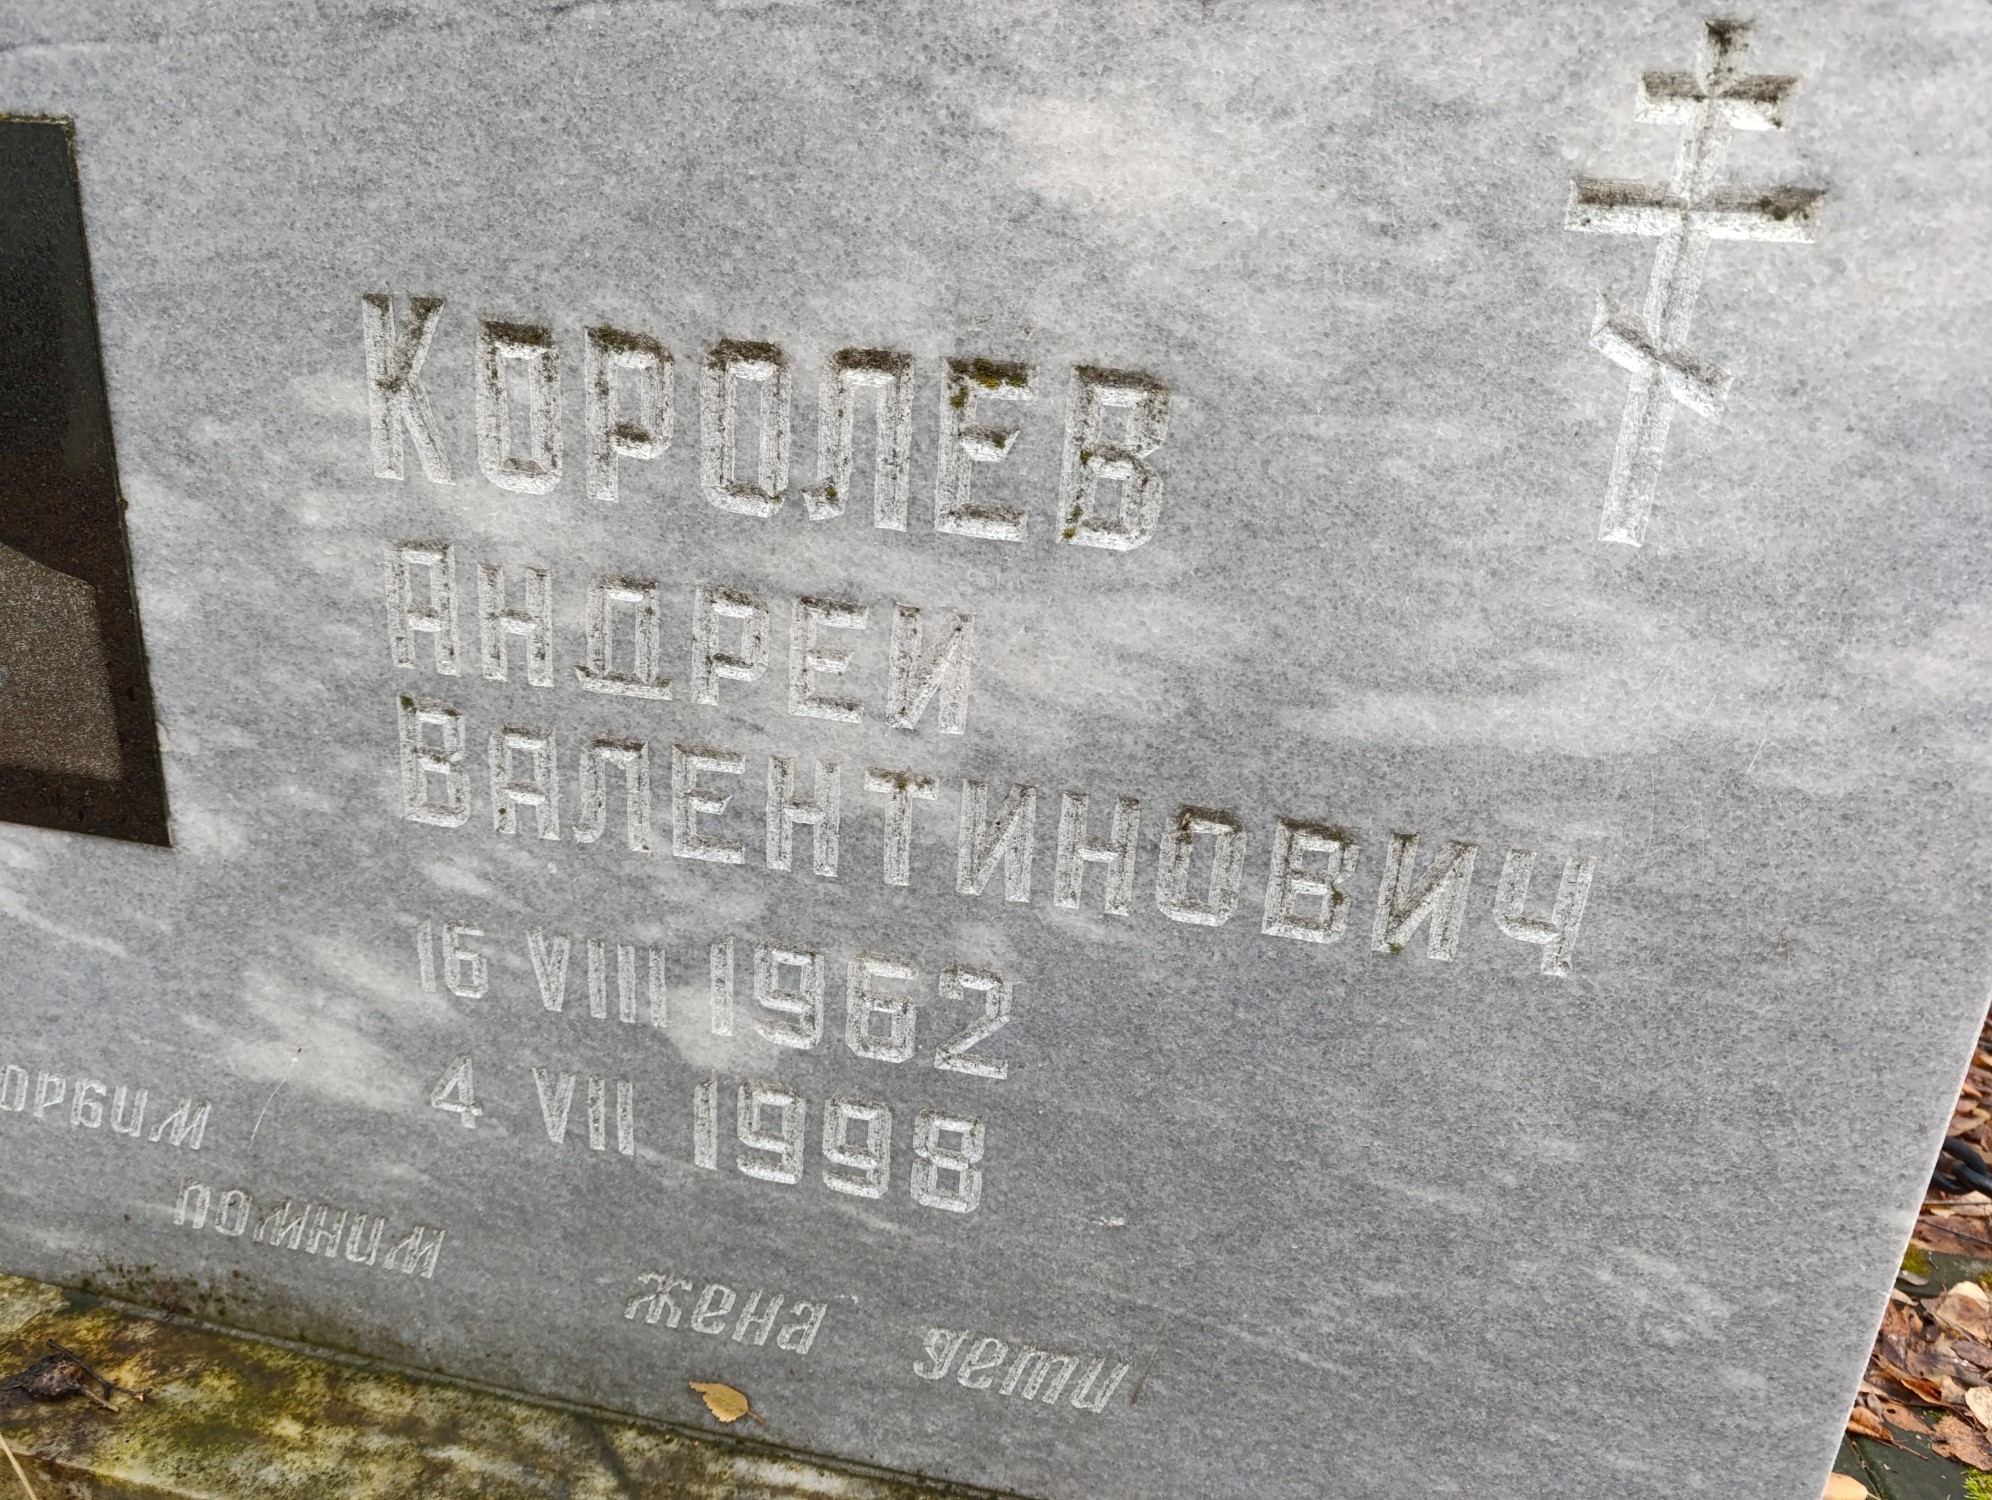 КОРОЛЕВ
АНДРЕЙ
ВАЛЕНТИНОВИЧ
16 VIII 1962
4 VII 1998
помним
жена дети